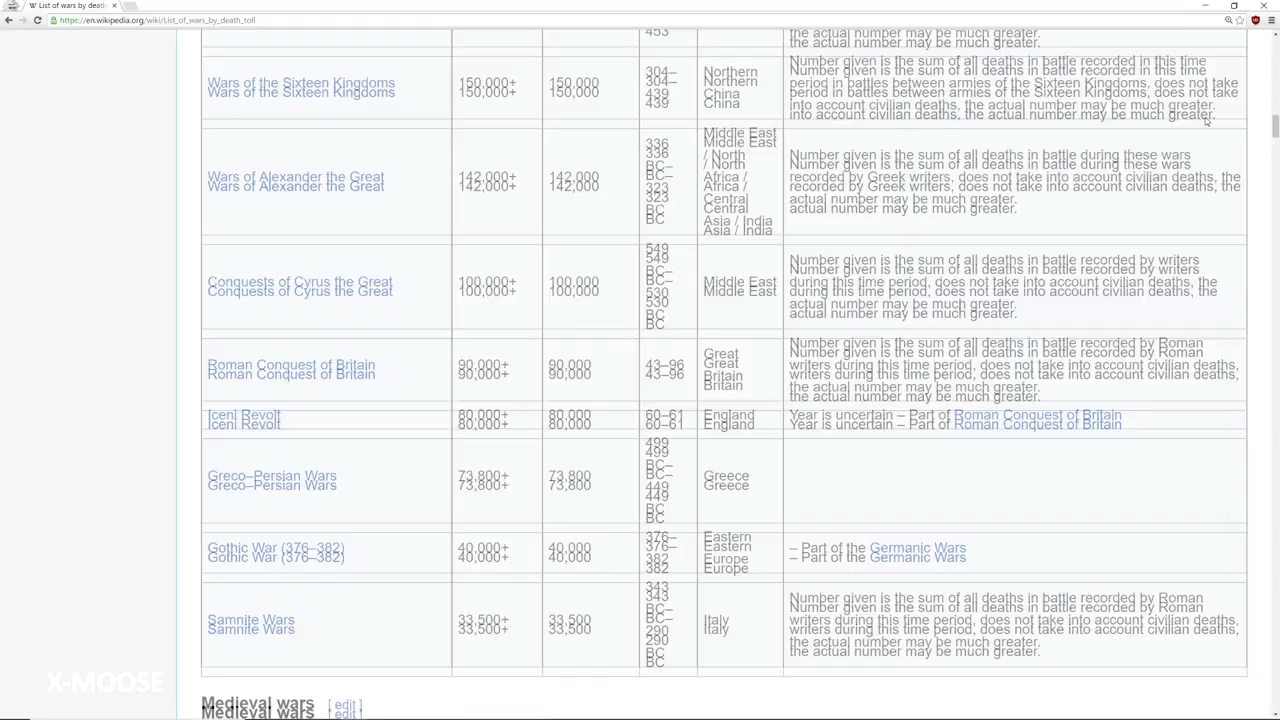 List of wars by death
https://en.wikipedia.org/wiki/List_of_wars_by_death_toll
453
the actual number may be much greater.
Wars of the Sixteen Kingdoms
150,000+
150,000
304–
439
Northern
China
Number given is the sum of all deaths in battle recorded in this time
period in battles between armies of the Sixteen Kingdoms, does not take
into account civilian deaths, the actual number may be much greater.
Wars of Alexander the Great
142,000+
142,000
336
BC–
323
BC
Middle East
/ North
Africa /
Central
Asia / India
Number given is the sum of all deaths in battle during these wars
recorded by Greek writers, does not take into account civilian deaths, the
actual number may be much greater.
Conquests of Cyrus the Great
100,000+
100,000
549
BC–
530
BC
Middle East
Number given is the sum of all deaths in battle recorded by writers
during this time period, does not take into account civilian deaths, the
actual number may be much greater.
Roman Conquest of Britain
90,000+
90,000
43–96
Great
Britain
Number given is the sum of all deaths in battle recorded by Roman
writers during this time period, does not take into account civilian deaths,
the actual number may be much greater.
Iceni Revolt
80,000+
80,000
60–61
England
Year is uncertain – Part of Roman Conquest of Britain
Greco–Persian Wars
73,800+
73,800
499
BC–
449
BC
Greece
Gothic War (376–382)
40,000+
40,000
376–
382
Eastern
Europe
– Part of the Germanic Wars
Samnite Wars
33,500+
33,500
343
BC–
290
BC
Italy
Number given is the sum of all deaths in battle recorded by Roman
writers during this time period, does not take into account civilian deaths,
the actual number may be much greater.
X-MOOSE
Medieval wars [ edit ]